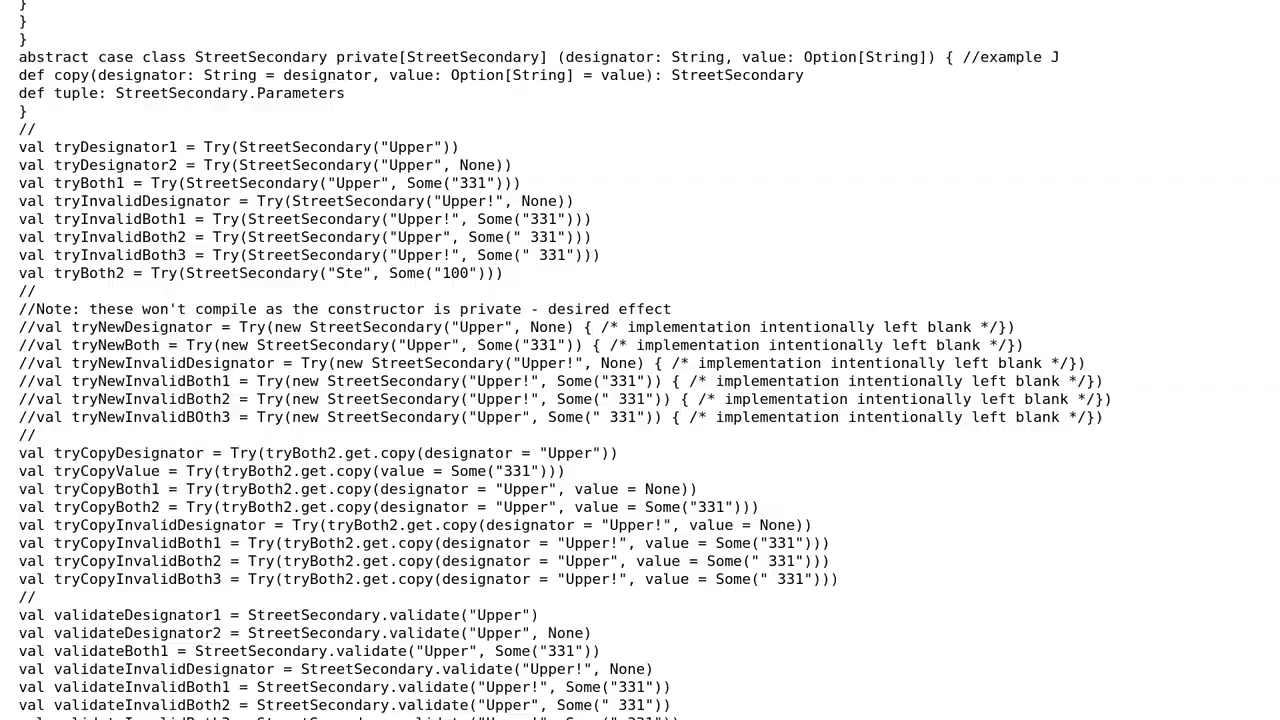 }
}
}
abstract case class StreetSecondary private[StreetSecondary] (designator: String, value: Option[String]) { //example J
def copy(designator: String = designator, value: Option[String] = value): StreetSecondary
def tuple: StreetSecondary.Parameters
}
//
val tryDesignator1 = Try(StreetSecondary("Upper"))
val tryDesignator2 = Try(StreetSecondary("Upper", None))
val tryBoth1 = Try(StreetSecondary("Upper", Some("331")))
val tryInvalidDesignator = Try(StreetSecondary("Upper!", None))
val tryInvalidBoth1 = Try(StreetSecondary("Upper!", Some("331")))
val tryInvalidBoth2 = Try(StreetSecondary("Upper", Some(" 331")))
val tryInvalidBoth3 = Try(StreetSecondary("Upper!", Some(" 331")))
val tryBoth2 = Try(StreetSecondary("Ste", Some("100")))
//
//Note: these won't compile as the constructor is private - desired effect
//val tryNewDesignator = Try(new StreetSecondary("Upper", None) { /* implementation intentionally left blank */})
//val tryNewBoth = Try(new StreetSecondary("Upper", Some("331")) { /* implementation intentionally left blank */})
//val tryNewInvalidDesignator = Try(new StreetSecondary("Upper!", None) { /* implementation intentionally left blank */})
//val tryNewInvalidBoth1 = Try(new StreetSecondary("Upper!", Some("331")) { /* implementation intentionally left blank */})
//val tryNewInvalidBoth2 = Try(new StreetSecondary("Upper!", Some(" 331")) { /* implementation intentionally left blank */})
//val tryNewInvalidBOth3 = Try(new StreetSecondary("Upper", Some(" 331")) { /* implementation intentionally left blank */})
//
val tryCopyDesignator = Try(tryBoth2.get.copy(designator = "Upper"))
val tryCopyValue = Try(tryBoth2.get.copy(value = Some("331")))
val tryCopyBoth1 = Try(tryBoth2.get.copy(designator = "Upper", value = None))
val tryCopyBoth2 = Try(tryBoth2.get.copy(designator = "Upper", value = Some("331")))
val tryCopyInvalidDesignator = Try(tryBoth2.get.copy(designator = "Upper!", value = None))
val tryCopyInvalidBoth1 = Try(tryBoth2.get.copy(designator = "Upper!", value = Some("331")))
val tryCopyInvalidBoth2 = Try(tryBoth2.get.copy(designator = "Upper", value = Some(" 331")))
val tryCopyInvalidBoth3 = Try(tryBoth2.get.copy(designator = "Upper!", value = Some(" 331")))
//
val validateDesignator1 = StreetSecondary.validate("Upper")
val validateDesignator2 = StreetSecondary.validate("Upper", None)
val validateBoth1 = StreetSecondary.validate("Upper", Some("331"))
val validateInvalidDesignator = StreetSecondary.validate("Upper!", None)
val validateInvalidBoth1 = StreetSecondary.validate("Upper!", Some("331"))
val validateInvalidBoth2 = StreetSecondary.validate("Upper", Some(" 331"))